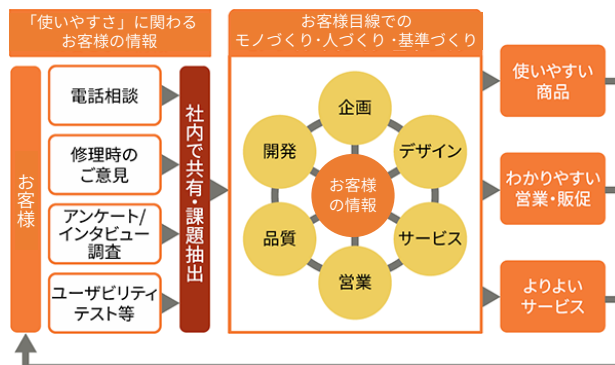 「使いやすさ」に関わる
お客様の情報
お客様
電話相談
修理時の
ご意見
アンケート/
インタビュー
調査
ユーザビリティ
テスト等
社内で共有・課題抽出
お客様目線での
モノづくり・人づくり・基準づくり
企画
開発
デザイン
お客様
の情報
品質
サービス
営業
使いやすい
商品
わかりやすい
営業・販促
よりよい
サービス